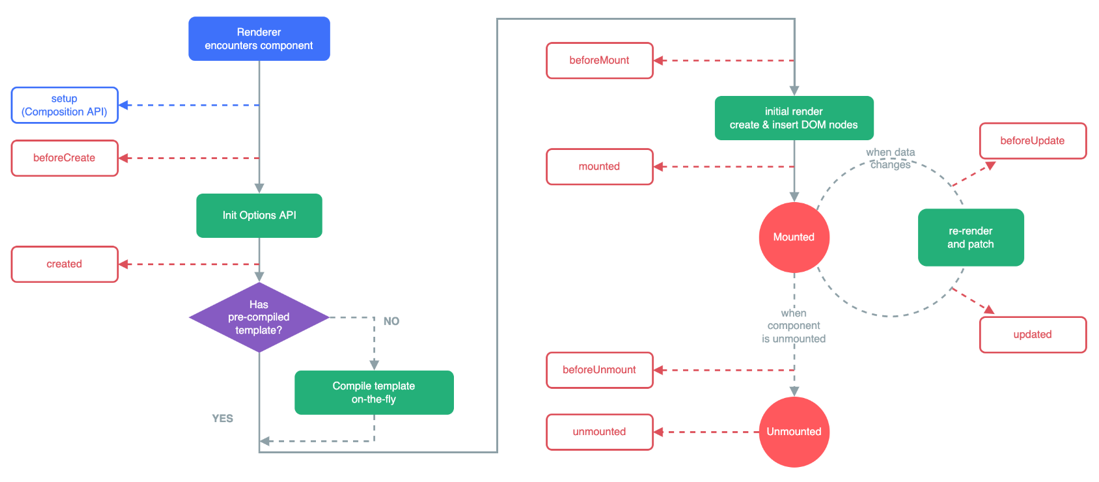 Renderer
encounters component
setup
(Composition API)
beforeCreate
Init Options API
created
Has
pre-compiled
template?
NO
Compile template
on-the-fly
YES
beforeMount
initial render
create & insert DOM nodes
mounted
Mounted
when data
changes
beforeUpdate
re-render
and patch
updated
when
component
is unmounted
beforeUnmount
Unmounted
unmounted